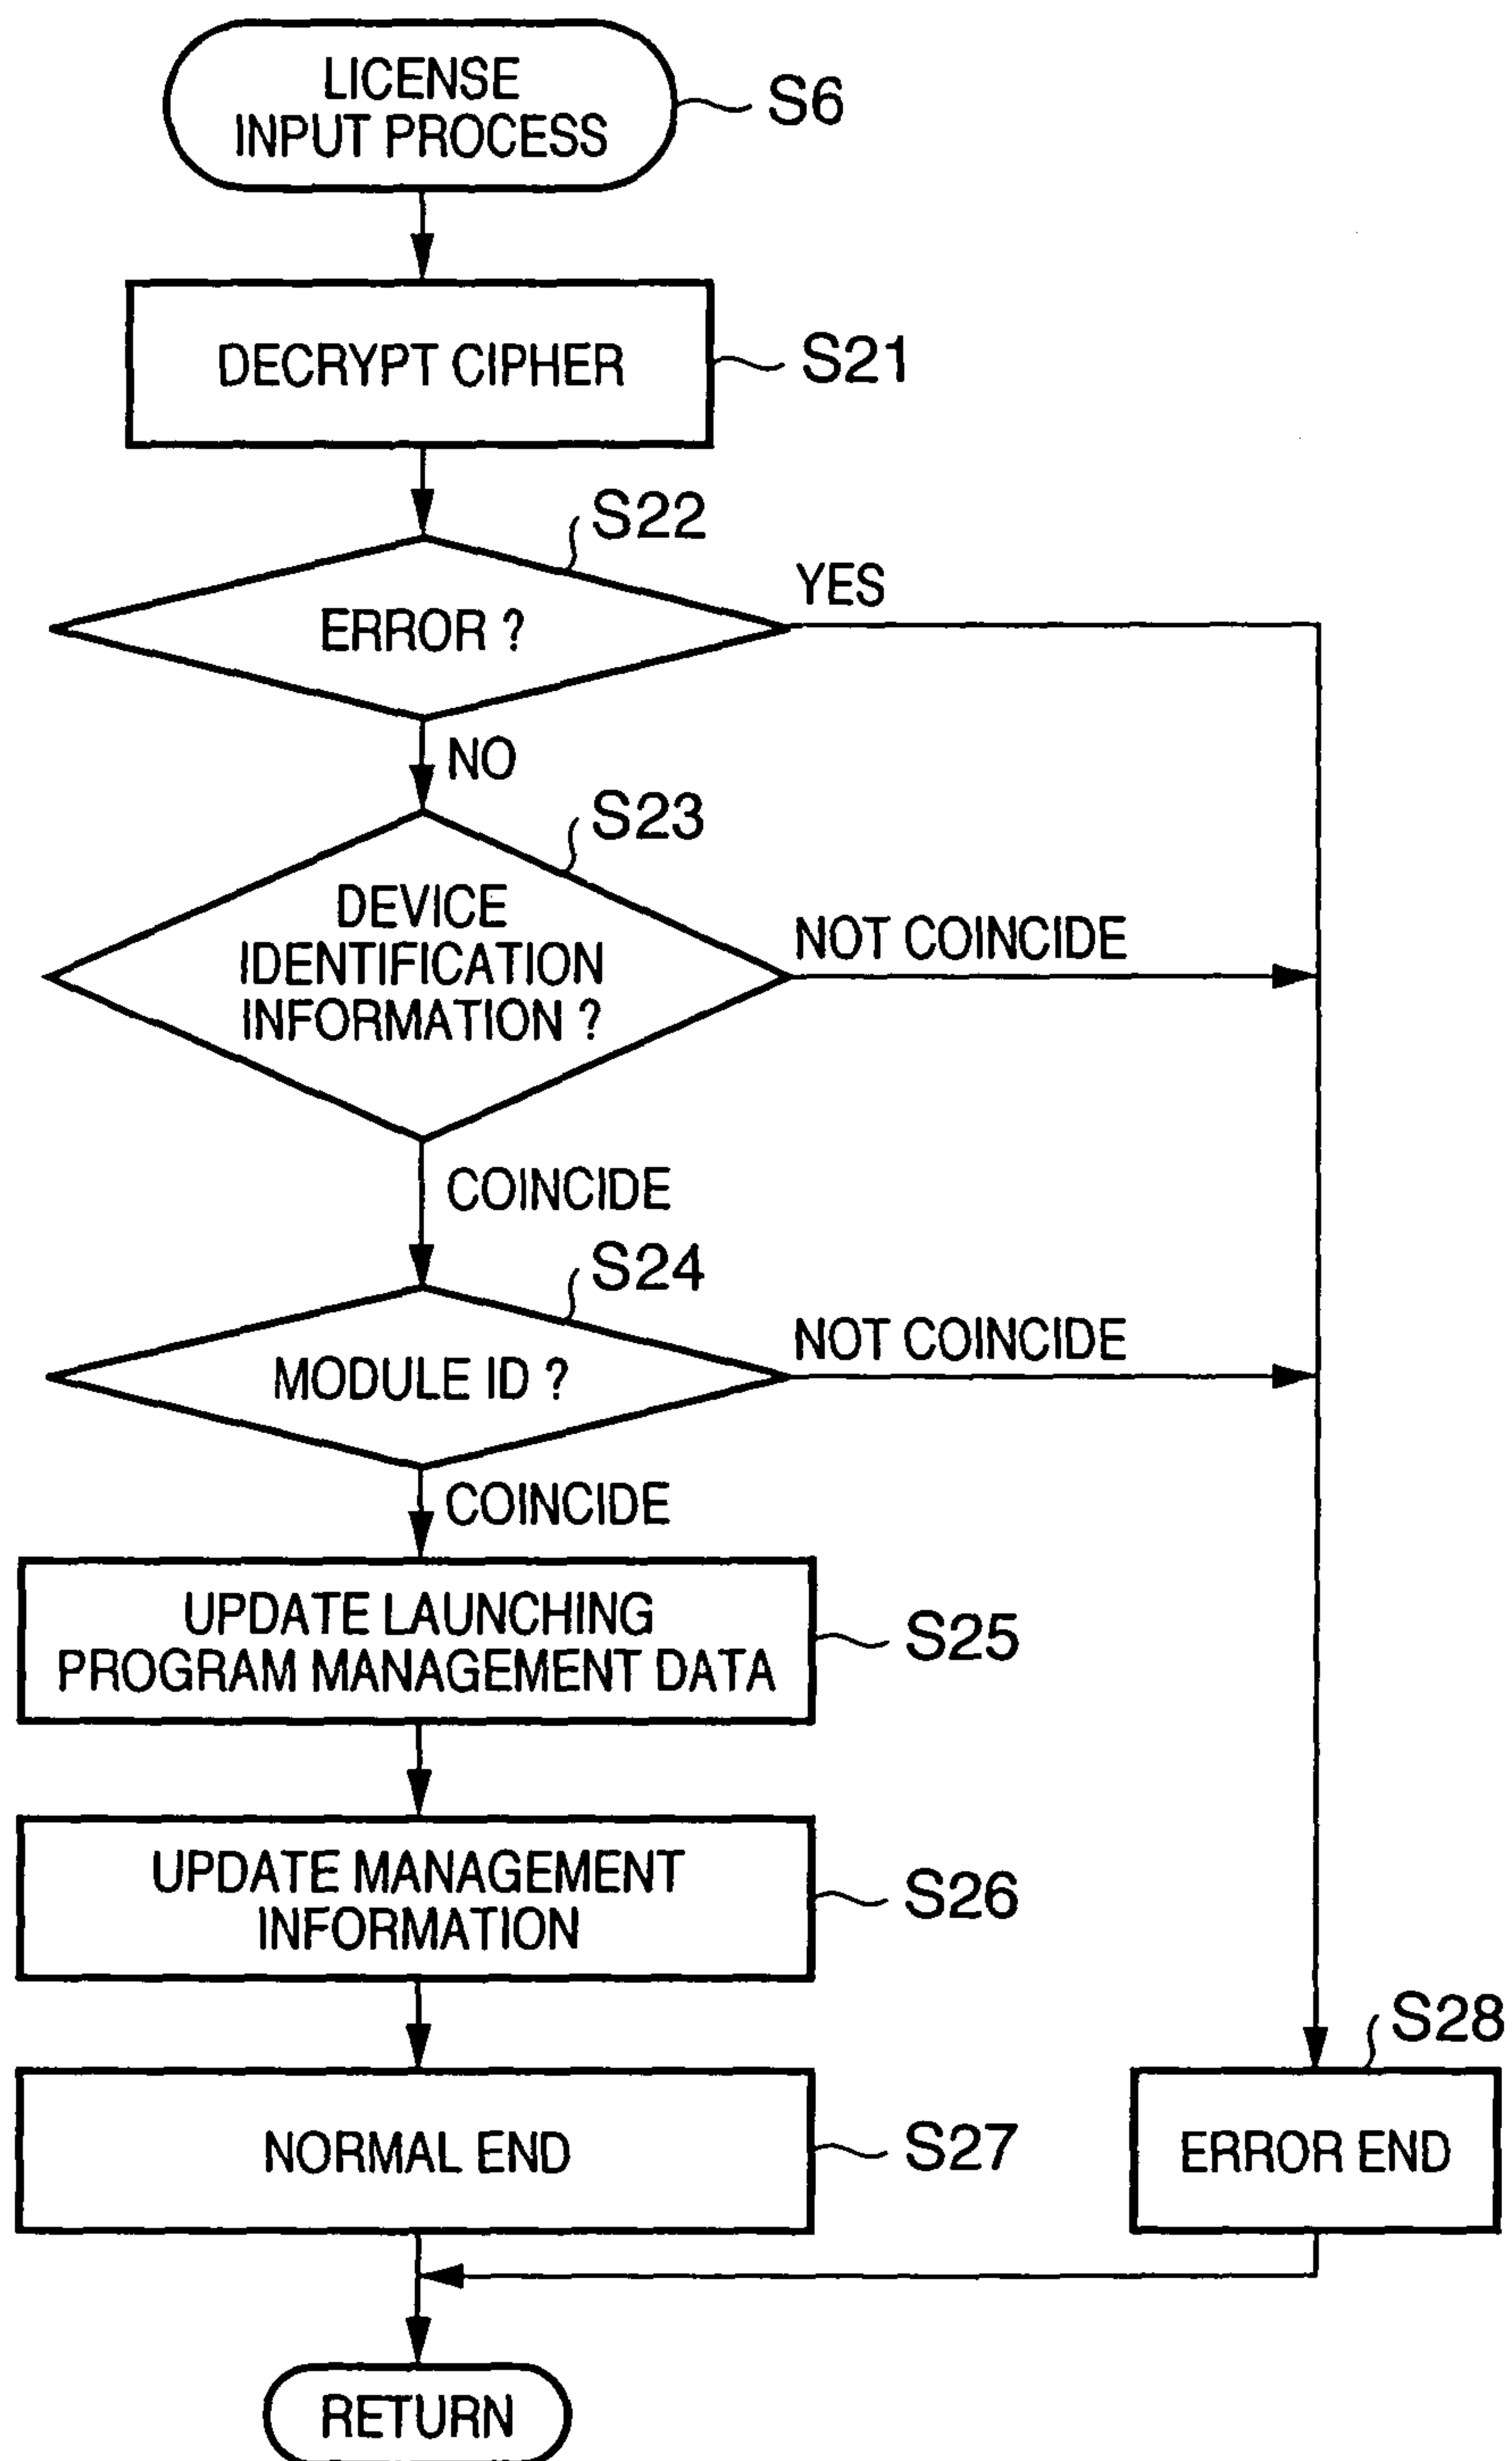 LICENSE
INPUT PROCESS
S6
DECRYPT CIPHER
S21
S22
ERROR ?
YES
NO
S23
DEVICE
IDENTIFICATION
INFORMATION ?
NOT COINCIDE
COINCIDE
S24
MODULE ID ?
NOT COINCIDE
COINCIDE
UPDATE LAUNCHING
PROGRAM MANAGEMENT DATA
S25
UPDATE MANAGEMENT
INFORMATION
S26
S28
NORMAL END
S27
ERROR END
RETURN